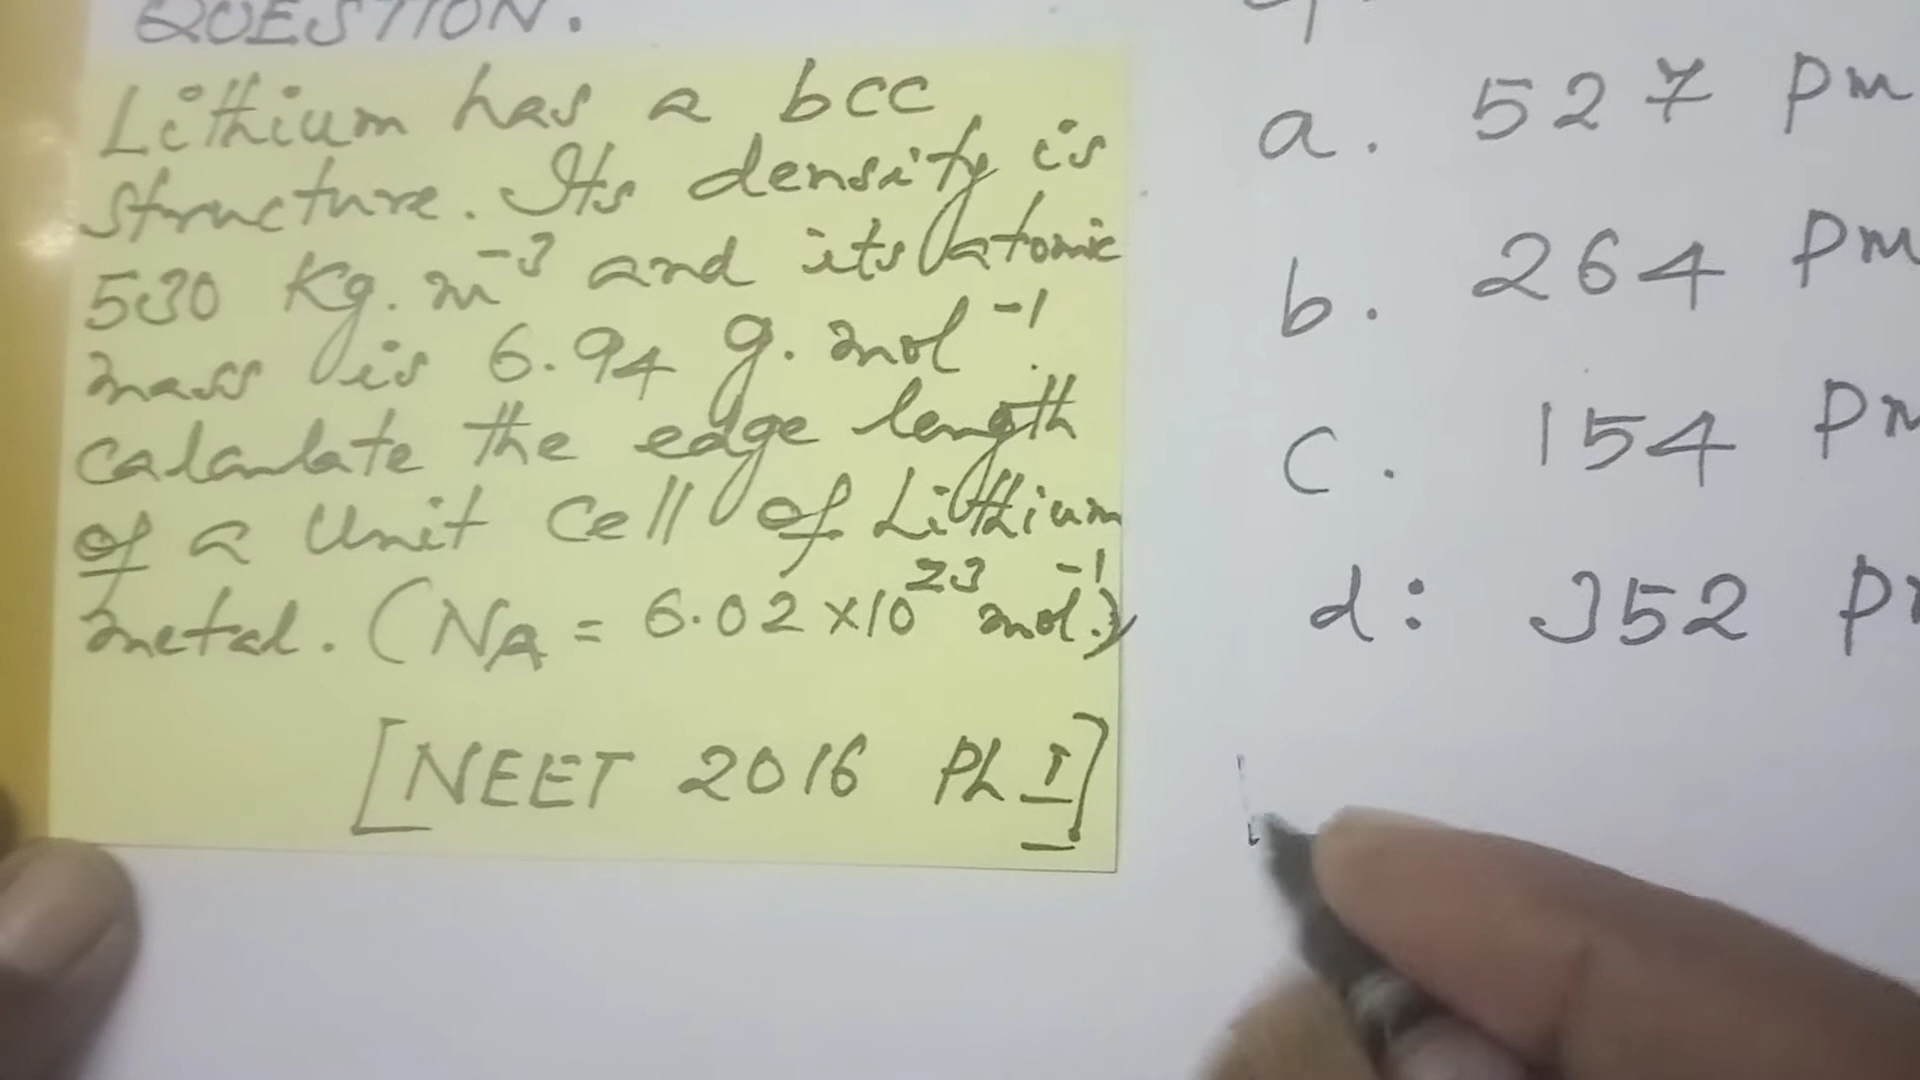 QUESTION.
Lithium has a bcc
structure. Its density is
530 Kg. m⁻³ and its atomic
mass is 6.94 g. mol⁻¹.
calculate the edge length
of a Unit Cell of Lithium
metal. (NA = 6.02 ×10²³ mol⁻¹.)
[NEET 2016 Ph I]
a. 527 pm
b. 264 pm
c. 154 pm
d: 352